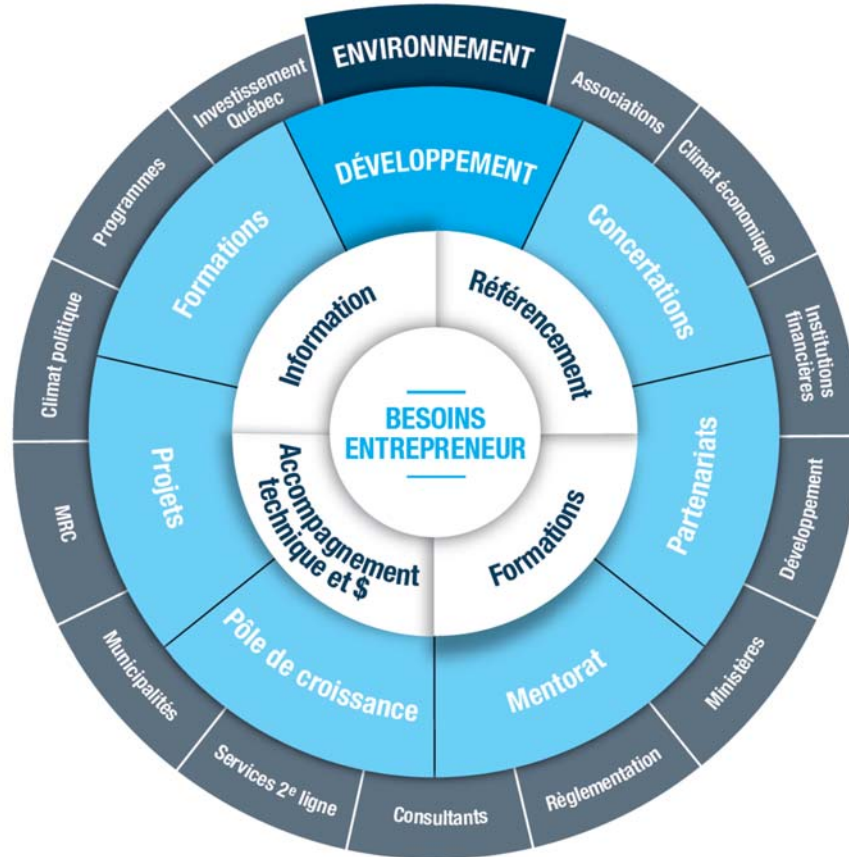 ENVIRONNEMENT
Associations
Climat économique
Institutions
financières
Développement
Ministères
Règlementation
Consultants
Services 2e ligne
Municipalités
MRC
Climat politique
Programmes
Investissement
Québec
DÉVELOPPEMENT
Concertations
Partenariats
Mentorat
Pôle de croissance
Projets
Formations
Information
Référencement
Formations
Accompagnement
technique et $
BESOINS
ENTREPRENEUR